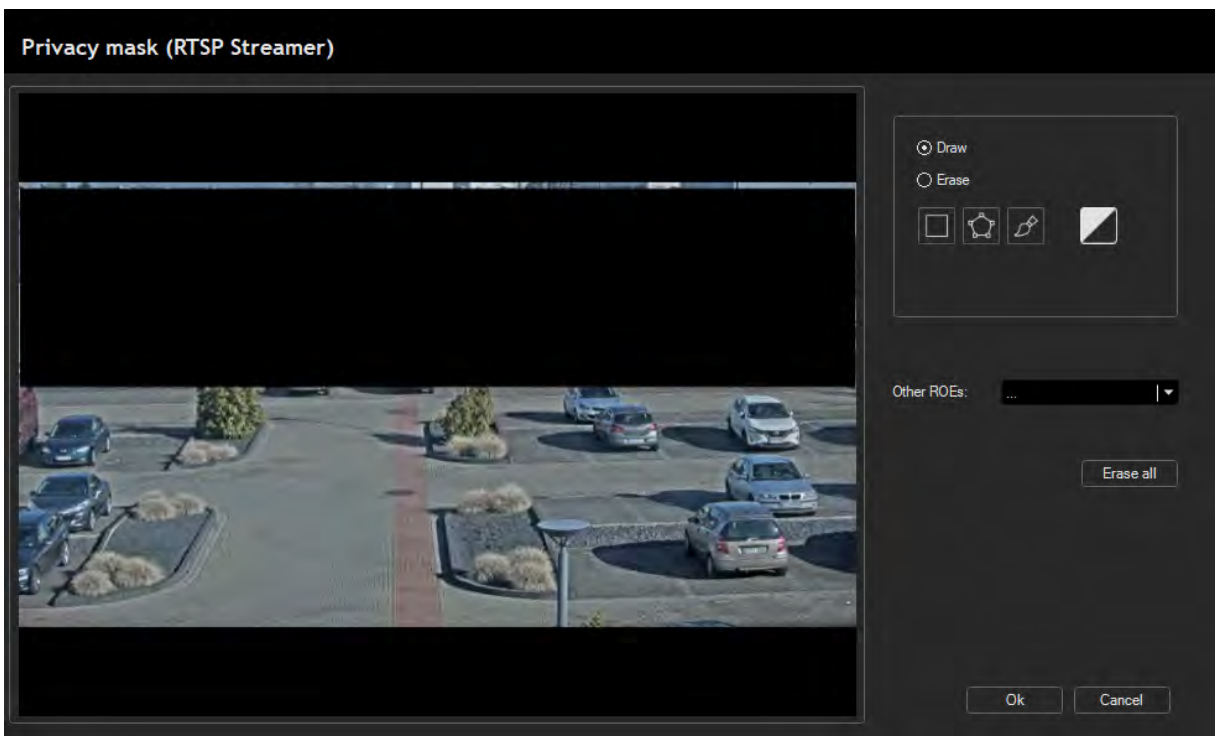 Privacy mask (RTSP Streamer)
Draw
Erase
Other ROEs:
...
Erase all
Ok
Cancel